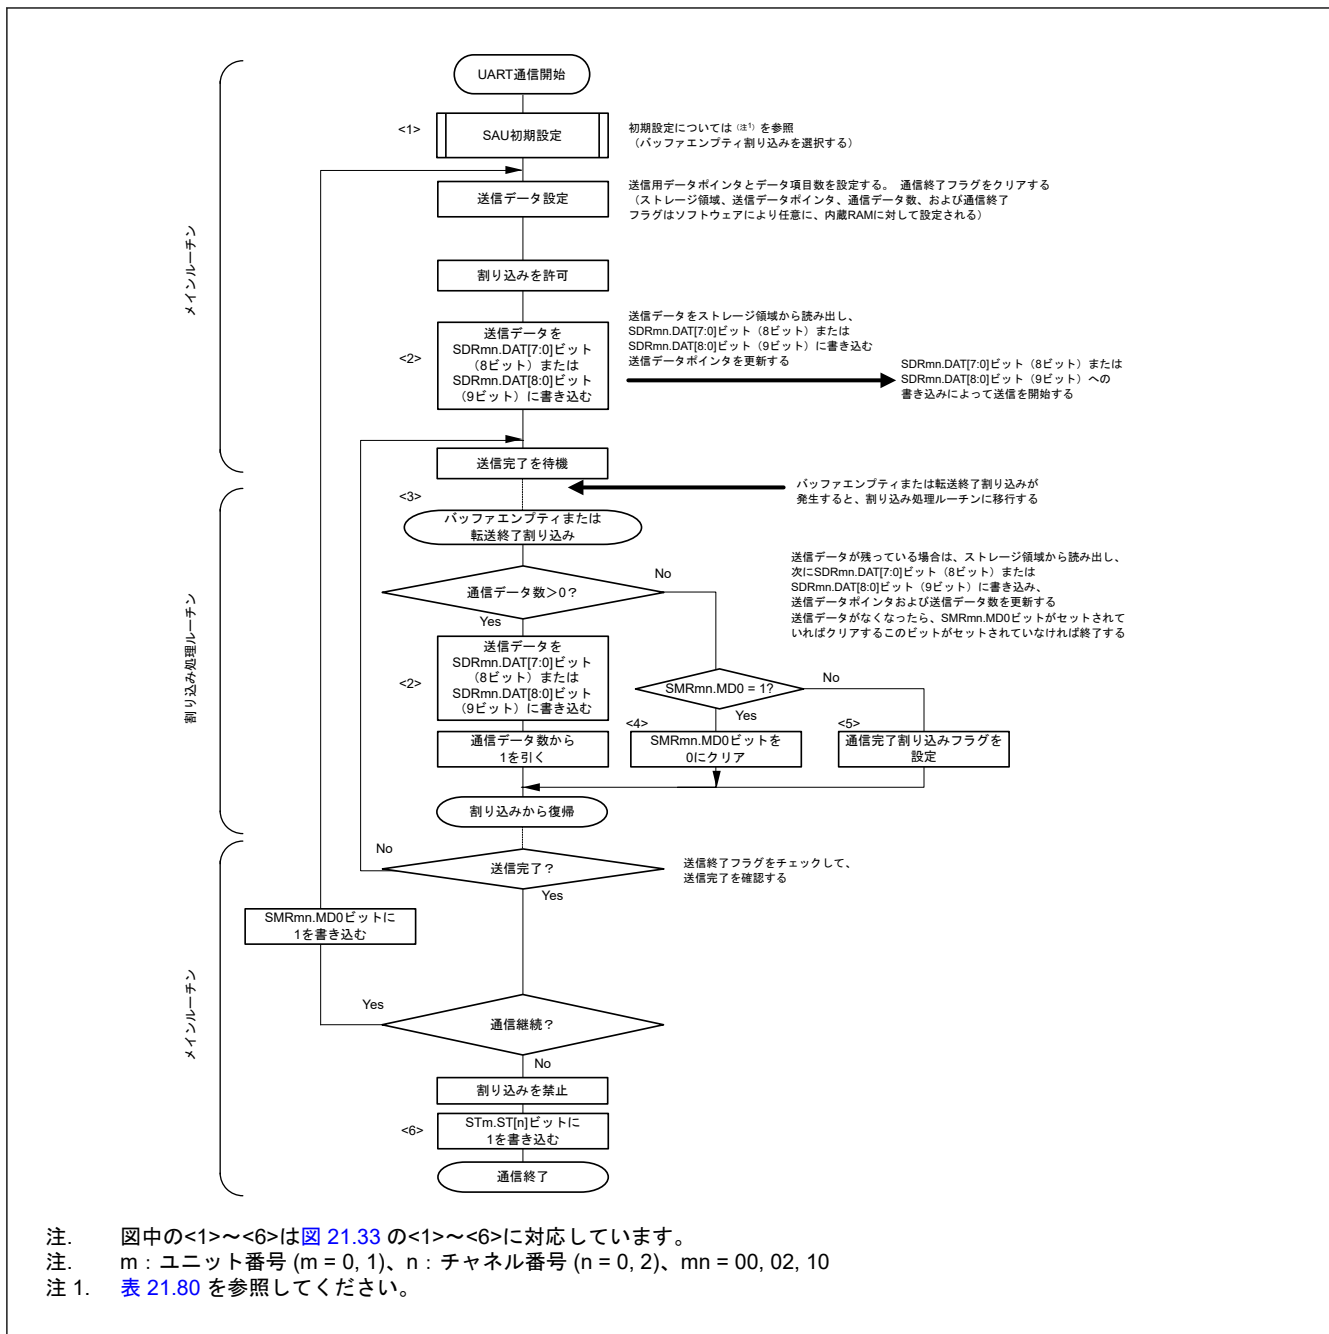 UART通信開始
<1>
SAU初期設定
初期設定については（注1）を参照
（バッファエンプティ割り込みを選択する）
送信データ設定
送信用データポインタとデータ項目数を設定する。 通信終了フラグをクリアする
（ストレージ領域、送信データポインタ、通信データ数、および通信終了
フラグはソフトウェアにより任意に、内蔵RAMに対して設定される）
メインルーチン
割り込みを許可
<2>
送信データを
SDRmn.DAT[7:0]ビット
（8ビット）または
SDRmn.DAT[8:0]ビット
（9ビット）に書き込む
送信データをストレージ領域から読み出し、
SDRmn.DAT[7:0]ビット（8ビット）または
SDRmn.DAT[8:0]ビット（9ビット）に書き込む
送信データポインタを更新する
SDRmn.DAT[7:0]ビット（8ビット）または
SDRmn.DAT[8:0]ビット（9ビット）への
書き込みによって送信を開始する
送信完了を待機
<3>
バッファエンプティまたは転送終了割り込みが
発生すると、割り込み処理ルーチンに移行する
バッファエンプティまたは
転送終了割り込み
通信データ数＞0？
No
Yes
送信データが残っている場合は、ストレージ領域から読み出し、
次にSDRmn.DAT[7:0]ビット（8ビット）または
SDRmn.DAT[8:0]ビット（9ビット）に書き込み、
送信データポインタおよび送信データ数を更新する
送信データがなくなったら、SMRmn.MD0ビットがセットされて
いればクリアするこのビットがセットされていなければ終了する
割り込み処理ルーチン
<2>
送信データを
SDRmn.DAT[7:0]ビット
（8ビット）または
SDRmn.DAT[8:0]ビット
（9ビット）に書き込む
SMRmn.MD0 = 1?
No
Yes
<4>
<5>
通信データ数から
1を引く
SMRmn.MD0ビットを
0にクリア
通信完了割り込みフラグを
設定
割り込みから復帰
No
送信完了？
Yes
送信終了フラグをチェックして、
送信完了を確認する
SMRmn.MD0ビットに
1を書き込む
メインルーチン
Yes
通信継続？
No
割り込みを禁止
<6>
STm.ST[n]ビットに
1を書き込む
通信終了
注. 図中の<1>～<6>は図 21.33 の<1>～<6>に対応しています。
注. m：ユニット番号 (m = 0, 1)、n：チャネル番号 (n = 0, 2)、mn = 00, 02, 10
注 1. 表 21.80 を参照してください。